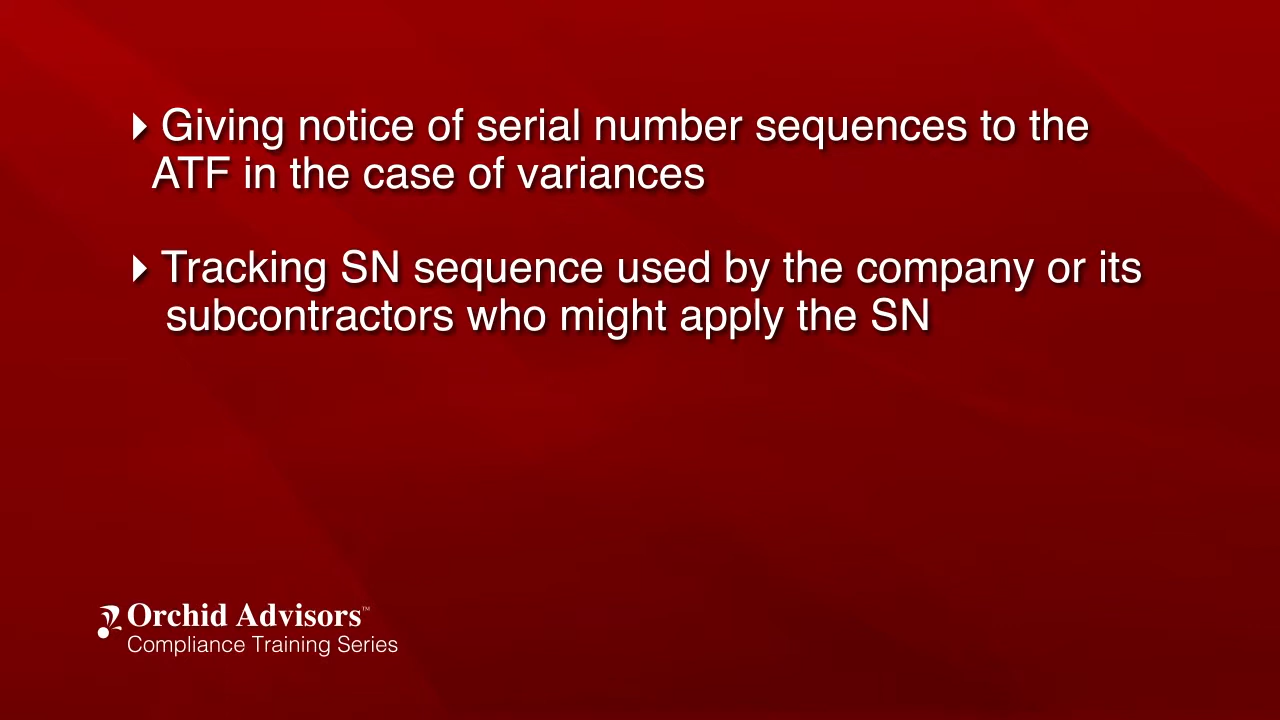 Giving notice of serial number sequences to the
ATF in the case of variances
Tracking SN sequence used by the company or its
subcontractors who might apply the SN
Orchid Advisors™
Compliance Training Series